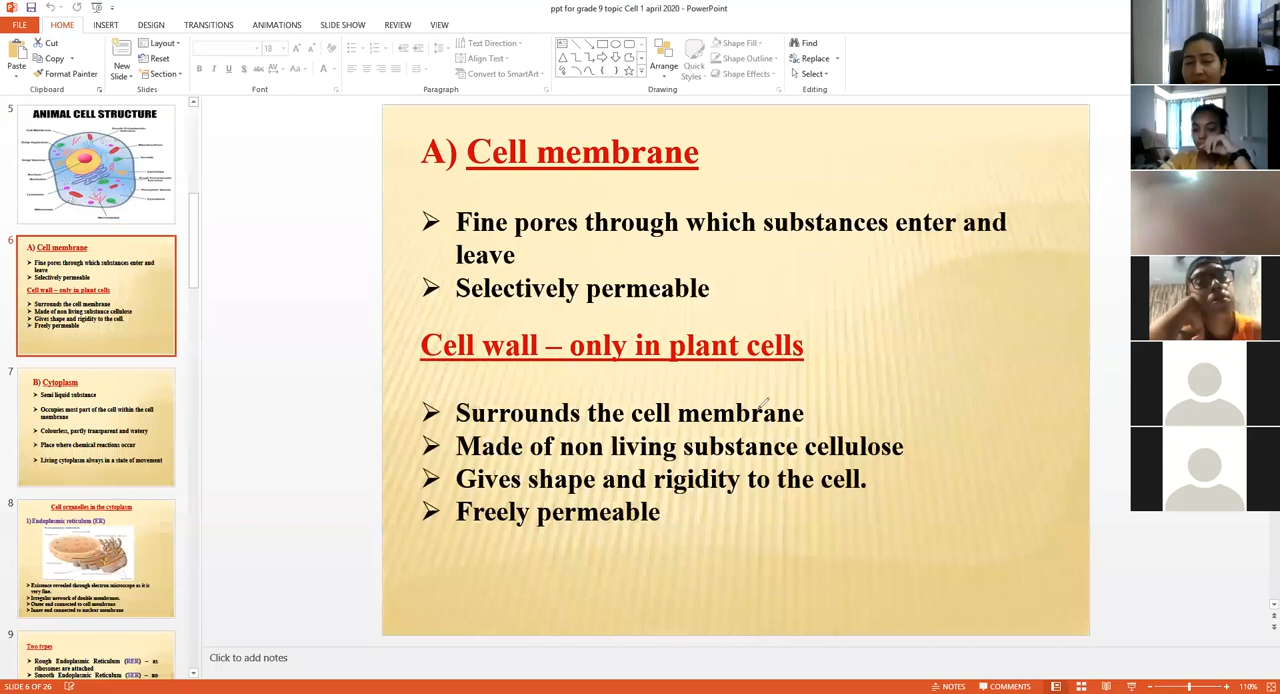 ppt for grade 9 topic Cell 1 april 2020 - PowerPoint
FILE HOME INSERT DESIGN TRANSITIONS ANIMATIONS SLIDE SHOW REVIEW VIEW
Cut
Copy
Format Painter
Paste
Clipboard
New Slide
Layout
Reset
Section
Slides
18
Font
Text Direction
Align Text
Convert to SmartArt
Paragraph
Arrange
Quick Styles
Shape Fill
Shape Outline
Shape Effects
Drawing
Find
Replace
Select
Editing
5
ANIMAL CELL STRUCTURE
6
A) Cell membrane
Fine pores through which substances enter and
leave
Selectively permeable
Cell wall – only in plant cells
Surrounds the cell membrane
Made of non living substance cellulose
Gives shape and rigidity to the cell.
Freely permeable
7
B) Cytoplasm
Semi liquid substance
Occupies most part of the cell within the cell
membrane
Colourless, partly transparent and watery
Place where chemical reactions occur
Living cytoplasm always in a state of movement
8
Cell organelles in the cytoplasm
1) Endoplasmic reticulum (ER)
Existence revealed through electron microscope as it is
very fine.
Irregular network of double membranes.
Outer end connected to cell membrane
Inner end connected to nuclear membrane
9
Two types
Rough Endoplasmic Reticulum (RER) – as
ribosomes are attached
Smooth Endoplasmic Reticulum (SER) – no
A) Cell membrane
Fine pores through which substances enter and
leave
Selectively permeable
Cell wall – only in plant cells
Surrounds the cell membrane
Made of non living substance cellulose
Gives shape and rigidity to the cell.
Freely permeable
Click to add notes
SLIDE 6 OF 26
NOTES
COMMENTS
110%